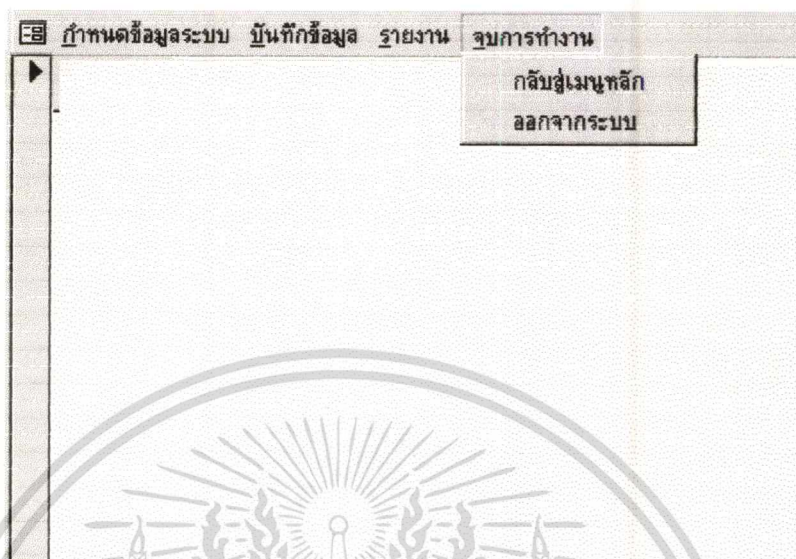 กำหนดข้อมูลระบบ บันทึกข้อมูล รายงาน จบการทำงาน
กลับสู่เมนูหลัก
ออกจากระบบ